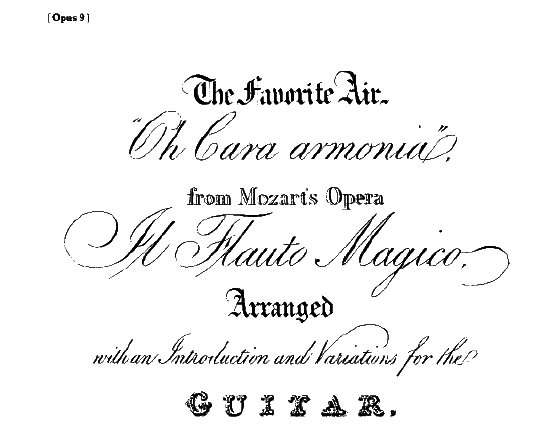 [ Opus 9 ]
The Favorite Air.
"Oh Cara armonia",
from Mozart's Opera
Il Flauto Magico,
Arranged
with an Introduction and Variations for the
GUITAR,